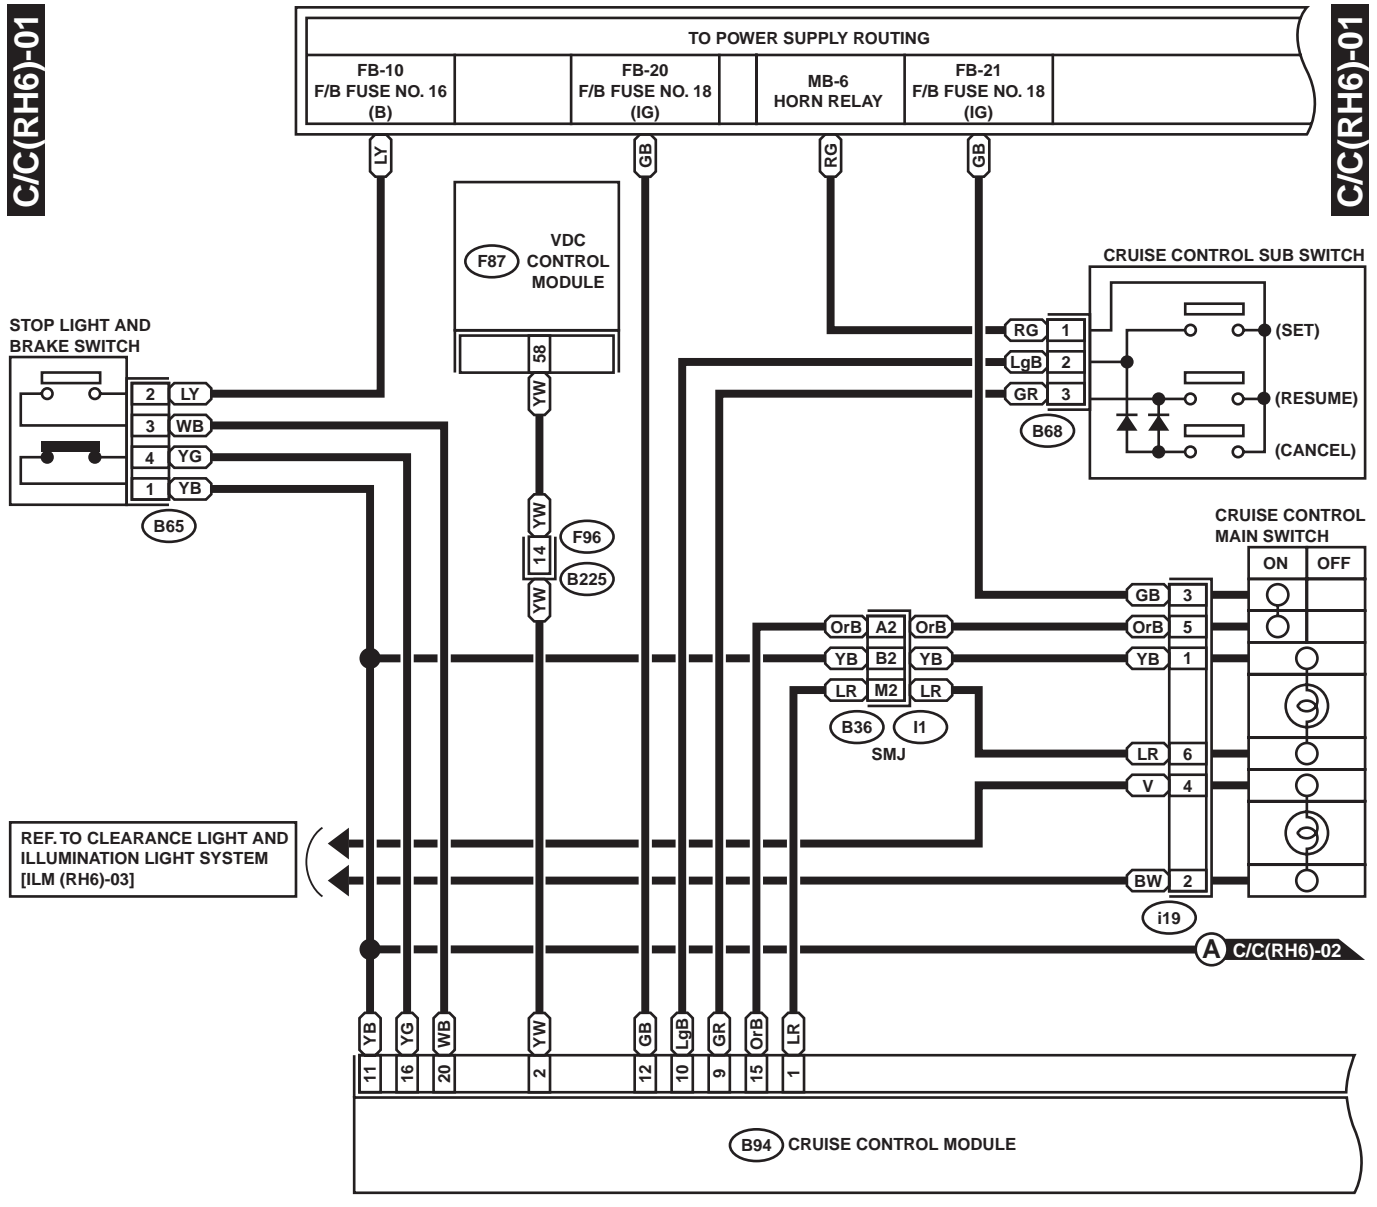 C/C(RH6)-01
C/C(RH6)-01
TO POWER SUPPLY ROUTING
FB-10
F/B FUSE NO. 16
(B)
FB-20
F/B FUSE NO. 18
(IG)
MB-6
HORN RELAY
FB-21
F/B FUSE NO. 18
(IG)
LY
GB
RG
GB
F87
VDC
CONTROL
MODULE
58
YW
YW
14
F96
B225
YW
STOP LIGHT AND
BRAKE SWITCH
2 LY
3 WB
4 YG
1 YB
B65
CRUISE CONTROL SUB SWITCH
RG 1
LgB 2
GR 3
B68
(SET)
(RESUME)
(CANCEL)
CRUISE CONTROL
MAIN SWITCH
ON OFF
GB 3
OrB A2 OrB
OrB 5
YB B2 YB
YB 1
LR M2 LR
B36 I1
SMJ
LR 6
V 4
BW 2
i19
REF. TO CLEARANCE LIGHT AND
ILLUMINATION LIGHT SYSTEM
[ILM (RH6)-03]
A C/C(RH6)-02
YB YG WB YW GB LgB GR OrB LR
11 16 20 2 12 10 9 15 1
B94 CRUISE CONTROL MODULE